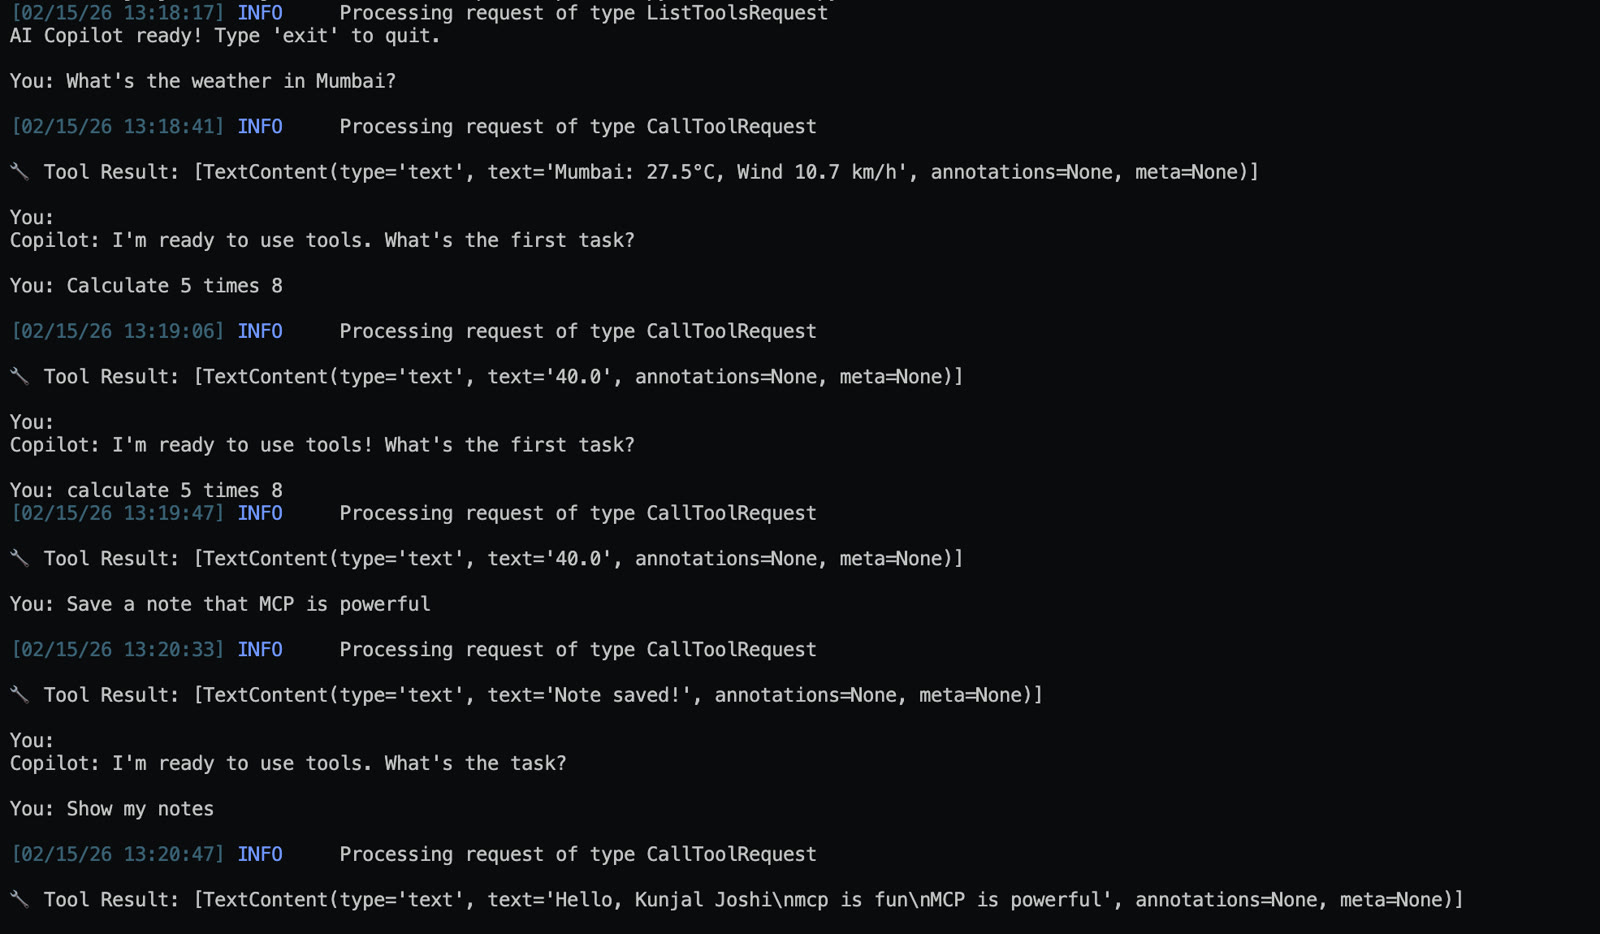 [02/15/26 13:18:17] INFO     Processing request of type ListToolsRequest
AI Copilot ready! Type 'exit' to quit.
You: What's the weather in Mumbai?
[02/15/26 13:18:41] INFO     Processing request of type CallToolRequest
🔧 Tool Result: [TextContent(type='text', text='Mumbai: 27.5°C, Wind 10.7 km/h', annotations=None, meta=None)]
You:
Copilot: I'm ready to use tools. What's the first task?
You: Calculate 5 times 8
[02/15/26 13:19:06] INFO     Processing request of type CallToolRequest
🔧 Tool Result: [TextContent(type='text', text='40.0', annotations=None, meta=None)]
You:
Copilot: I'm ready to use tools! What's the first task?
You: calculate 5 times 8
[02/15/26 13:19:47] INFO     Processing request of type CallToolRequest
🔧 Tool Result: [TextContent(type='text', text='40.0', annotations=None, meta=None)]
You: Save a note that MCP is powerful
[02/15/26 13:20:33] INFO     Processing request of type CallToolRequest
🔧 Tool Result: [TextContent(type='text', text='Note saved!', annotations=None, meta=None)]
You:
Copilot: I'm ready to use tools. What's the task?
You: Show my notes
[02/15/26 13:20:47] INFO     Processing request of type CallToolRequest
🔧 Tool Result: [TextContent(type='text', text='Hello, Kunjal Joshi\nmcp is fun\nMCP is powerful', annotations=None, meta=None)]